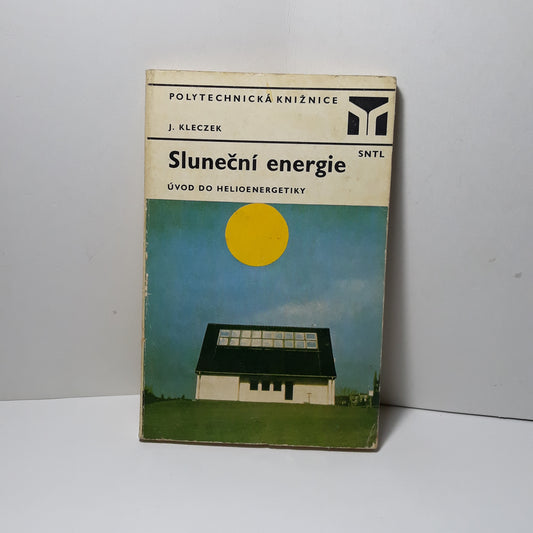 POLYTECHNICKÁ KNIŽNICE
J. KLECZEK
SNTL
Sluneční energie
ÚVOD DO HELIOENERGETIKY